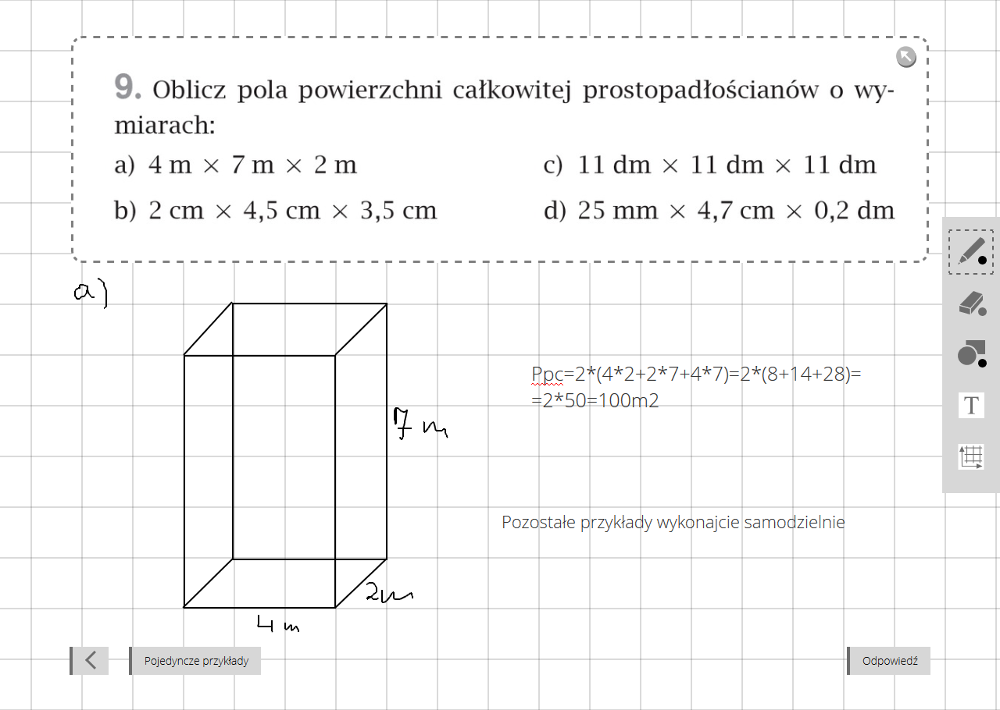 9. Oblicz pola powierzchni całkowitej prostopadłościanów o wy-
miarach:
a) 4 m × 7 m × 2 m
c) 11 dm × 11 dm × 11 dm
b) 2 cm × 4,5 cm × 3,5 cm
d) 25 mm × 4,7 cm × 0,2 dm
a)
Ppc=2*(4*2+2*7+4*7)=2*(8+14+28)=
=2*50=100m2
7 m
T
Pozostałe przykłady wykonajcie samodzielnie
2m
4 m
Pojedyncze przykłady
Odpowiedź